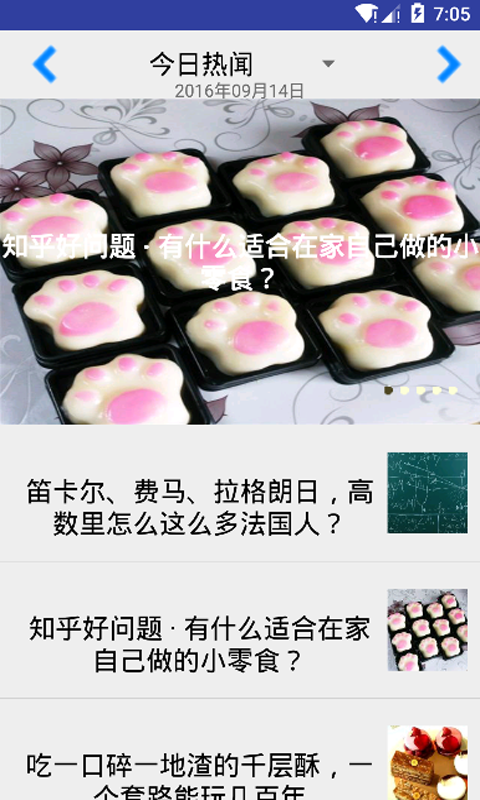 7:05
今日热闻
2016年09月14日
知乎好问题 · 有什么适合在家自己做的小
零食？
笛卡尔、费马、拉格朗日，高
数里怎么这么多法国人？
知乎好问题 · 有什么适合在家
自己做的小零食？
吃一口碎一地渣的千层酥，一
个套路能玩几百年